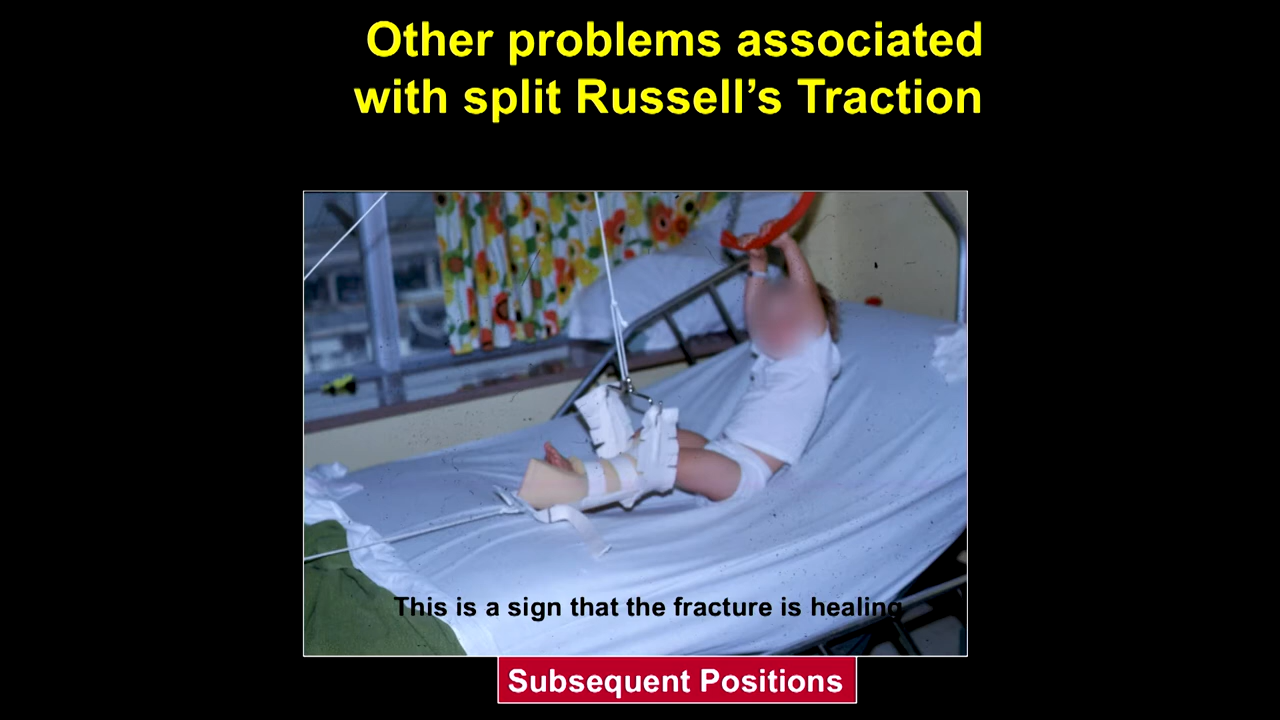 Other problems associated
with split Russell’s Traction
This is a sign that the fracture is healing
Subsequent Positions